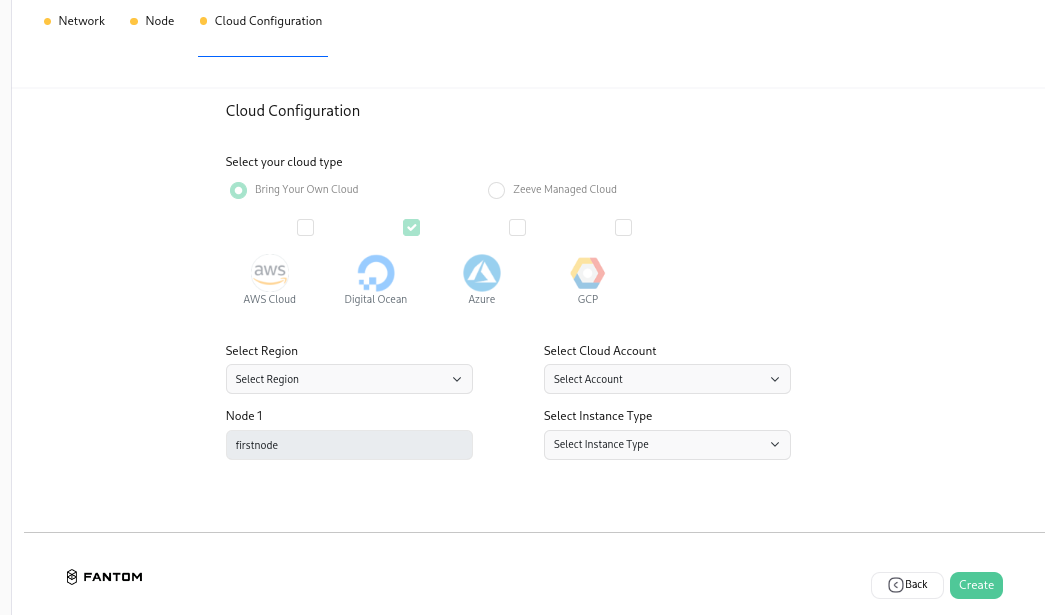 Network Node Cloud Configuration
Cloud Configuration
Select your cloud type
Bring Your Own Cloud Zeeve Managed Cloud
aws
AWS Cloud Digital Ocean Azure GCP
Select Region Select Cloud Account
Select Region Select Account
Node 1 Select Instance Type
firstnode Select Instance Type
FANTOM Back Create